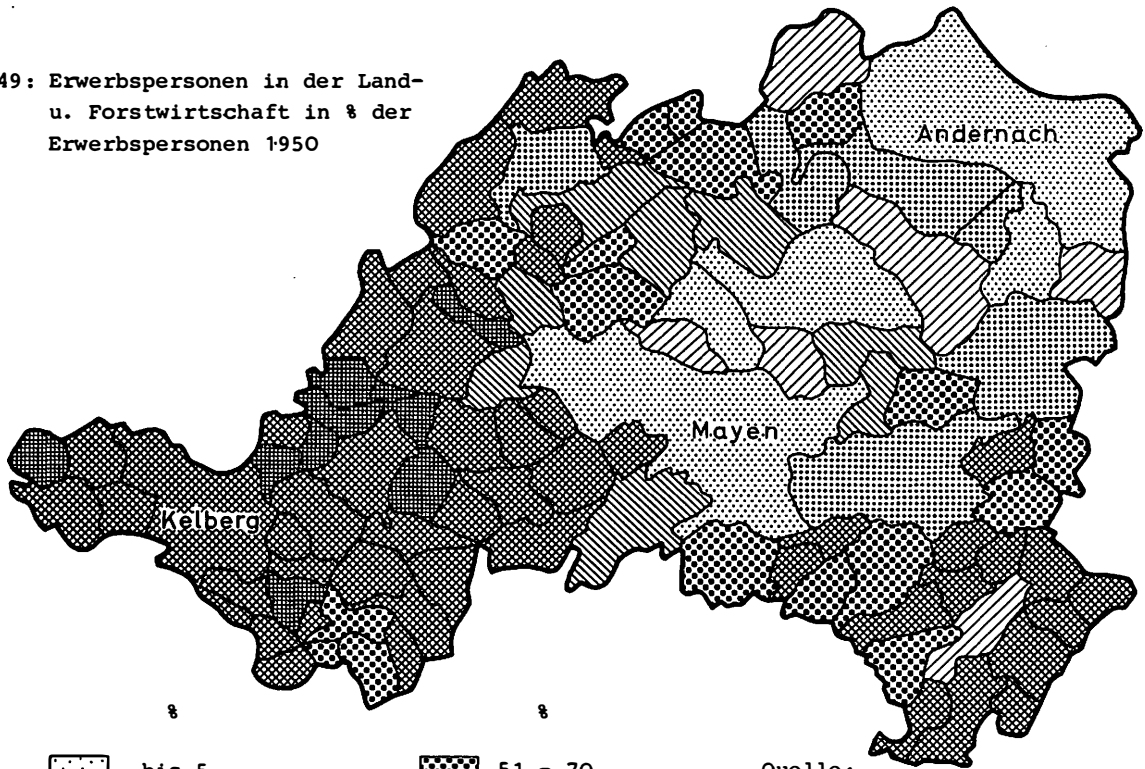 49: Erwerbspersonen in der Land-
u. Forstwirtschaft in % der
Erwerbspersonen 1950
Andernach
Mayen
Kelberg
% %
bis 5 51 - 70 Quelle: